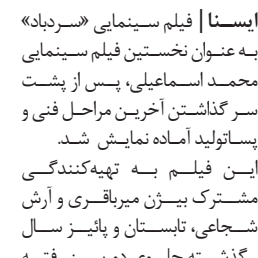 ایسنا| فیلم سینمایی «سردباد»
به عنوان نخستین فیلم سینمایی
محمد اسماعیلی، پس از پشت
سر گذاشتن آخرین مراحل فنی و
پساتولید آماده نمایش شد.
این فیلم به تهیه‌کنندگی
مشترک بیژن میرباقری و آرش
شجاعی، تابستان و پائیز سال